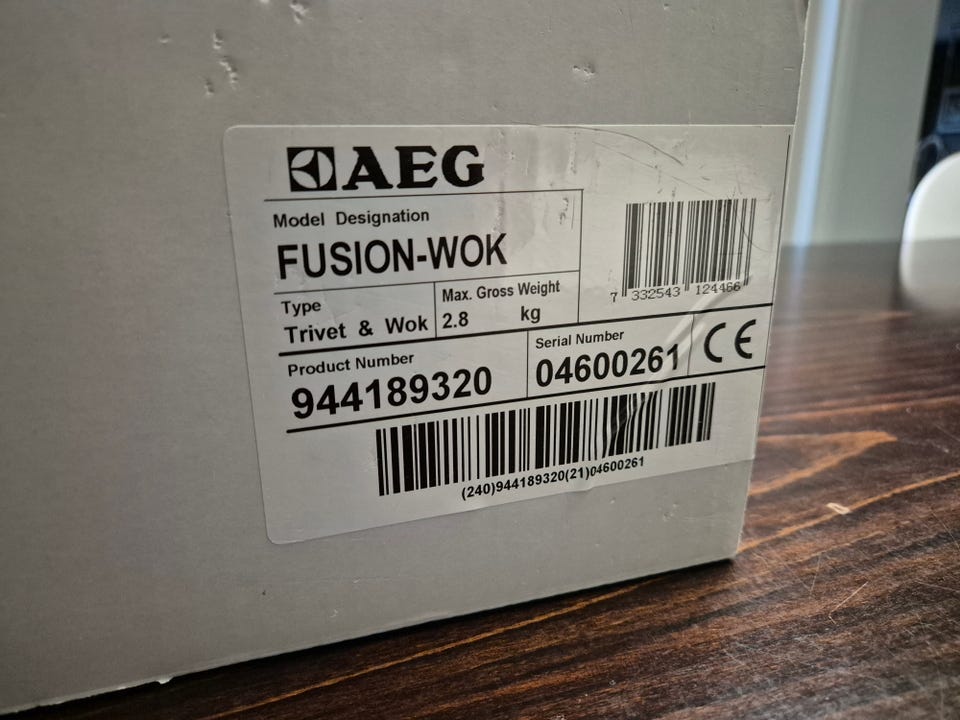 AEG
Model Designation
FUSION-WOK
7 332543 124466
Type
Trivet & Wok
Max. Gross Weight
2.8 kg
Product Number
944189320
Serial Number
04600261
CE
(240)944189320(21)04600261